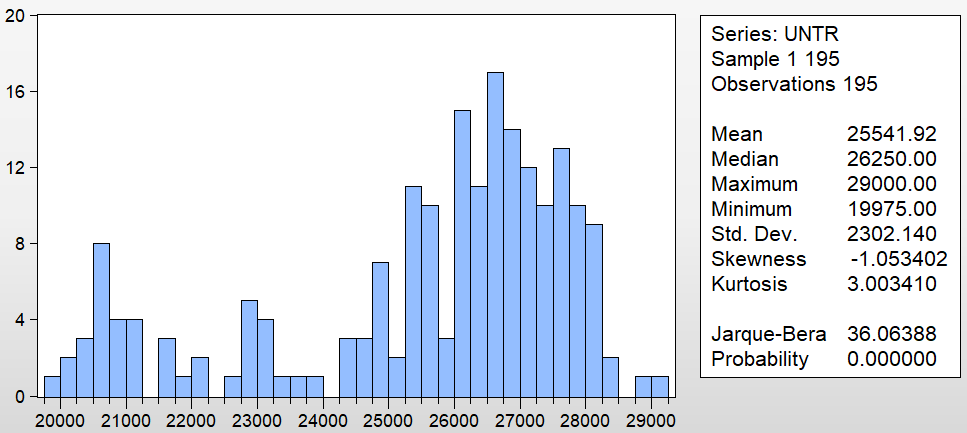 20
16
12
8
4
0
20000 21000 22000 23000 24000 25000 26000 27000 28000 29000
Series: UNTR
Sample 1 195
Observations 195
Mean 25541.92
Median 26250.00
Maximum 29000.00
Minimum 19975.00
Std. Dev. 2302.140
Skewness -1.053402
Kurtosis 3.003410
Jarque-Bera 36.06388
Probability 0.000000